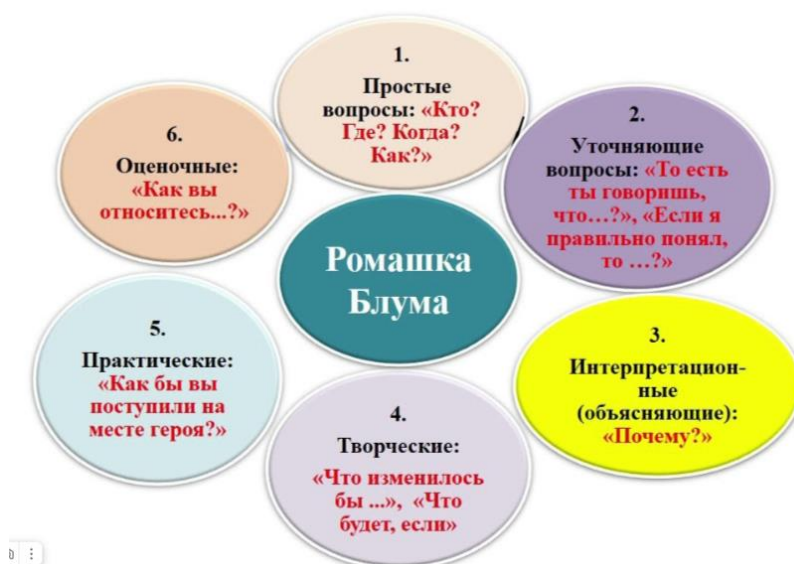 1.
Простые
вопросы: «Кто?
Где? Когда?
Как?»
2.
Уточняющие
вопросы: «То есть
ты говоришь,
что…?», «Если я
правильно понял,
то …?»
3.
Интерпретацион-
ные
(объясняющие):
«Почему?»
4.
Творческие:
«Что изменилось
бы ...», «Что
будет, если»
5.
Практические:
«Как бы вы
поступили на
месте героя?»
6.
Оценочные:
«Как вы
относитесь...?»
Ромашка
Блума